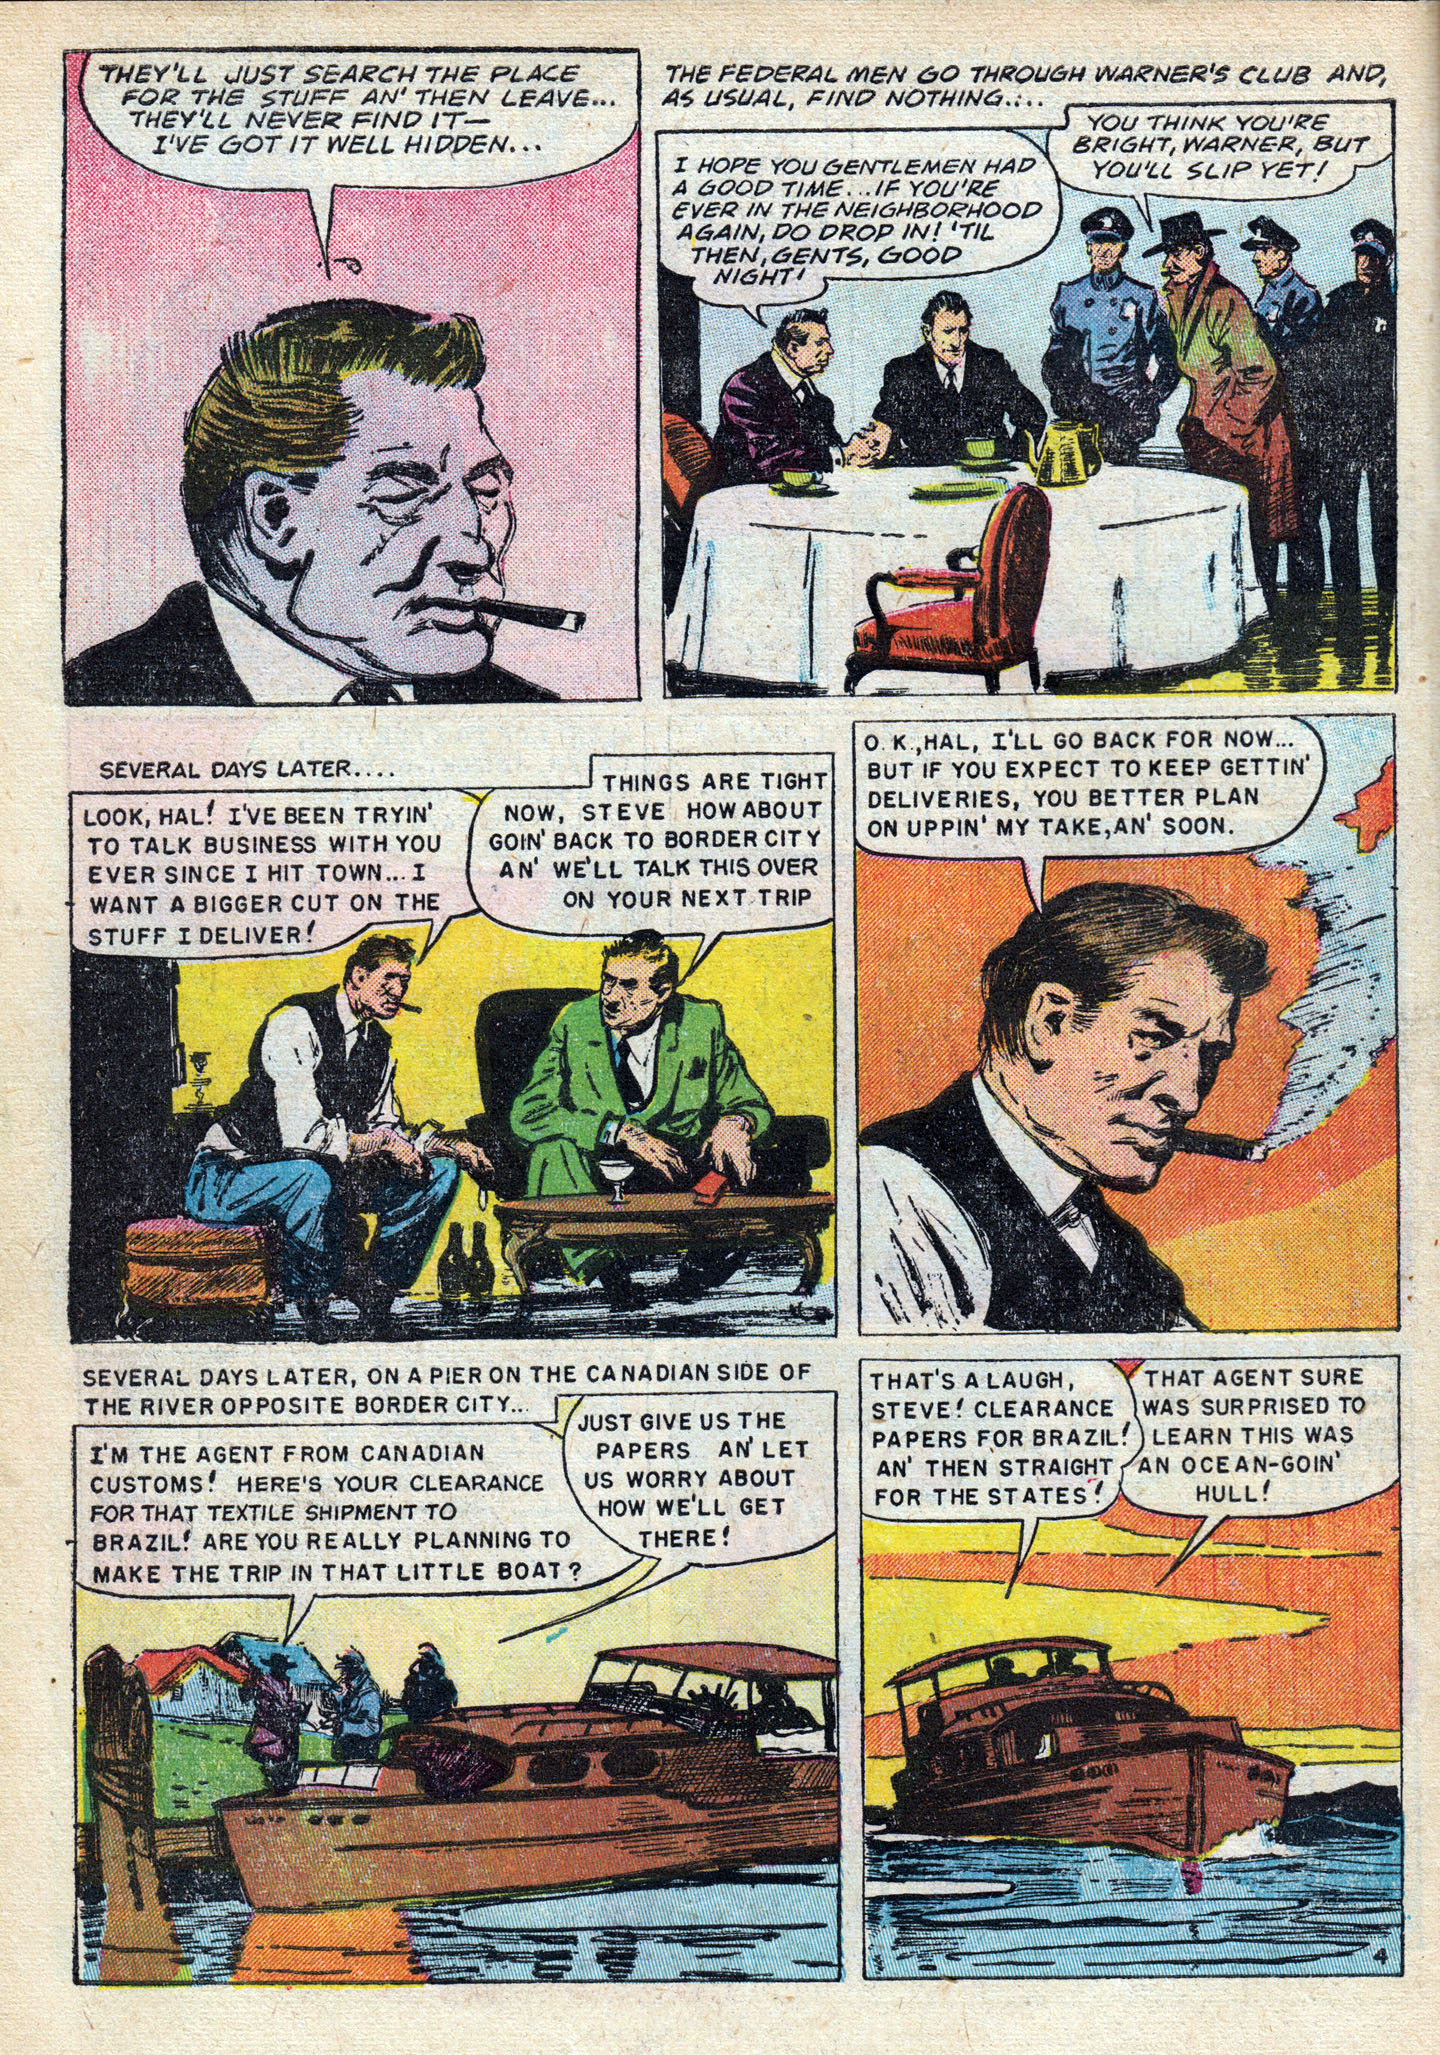 THEY'LL JUST SEARCH THE PLACE
FOR THE STUFF AN' THEN LEAVE...
THEY'LL NEVER FIND IT—
I'VE GOT IT WELL HIDDEN...
THE FEDERAL MEN GO THROUGH WARNER'S CLUB AND,
AS USUAL, FIND NOTHING....
I HOPE YOU GENTLEMEN HAD
A GOOD TIME...IF YOU'RE
EVER IN THE NEIGHBORHOOD
AGAIN, DO DROP IN! 'TIL
THEN, GENTS, GOOD
NIGHT!
YOU THINK YOU'RE
BRIGHT, WARNER, BUT
YOU'LL SLIP YET!
SEVERAL DAYS LATER....
LOOK, HAL! I'VE BEEN TRYIN'
TO TALK BUSINESS WITH YOU
EVER SINCE I HIT TOWN... I
WANT A BIGGER CUT ON THE
STUFF I DELIVER!
THINGS ARE TIGHT
NOW, STEVE HOW ABOUT
GOIN' BACK TO BORDER CITY
AN' WE'LL TALK THIS OVER
ON YOUR NEXT TRIP
O.K., HAL, I'LL GO BACK FOR NOW...
BUT IF YOU EXPECT TO KEEP GETTIN'
DELIVERIES, YOU BETTER PLAN
ON UPPIN' MY TAKE, AN' SOON.
SEVERAL DAYS LATER, ON A PIER ON THE CANADIAN SIDE OF
THE RIVER OPPOSITE BORDER CITY...
I'M THE AGENT FROM CANADIAN
CUSTOMS! HERE'S YOUR CLEARANCE
FOR THAT TEXTILE SHIPMENT TO
BRAZIL! ARE YOU REALLY PLANNING TO
MAKE THE TRIP IN THAT LITTLE BOAT?
JUST GIVE US THE
PAPERS AN' LET
US WORRY ABOUT
HOW WE'LL GET
THERE!
THAT'S A LAUGH,
STEVE! CLEARANCE
PAPERS FOR BRAZIL!
AN' THEN STRAIGHT
FOR THE STATES!
THAT AGENT SURE
WAS SURPRISED TO
LEARN THIS WAS
AN OCEAN-GOIN'
HULL!
4